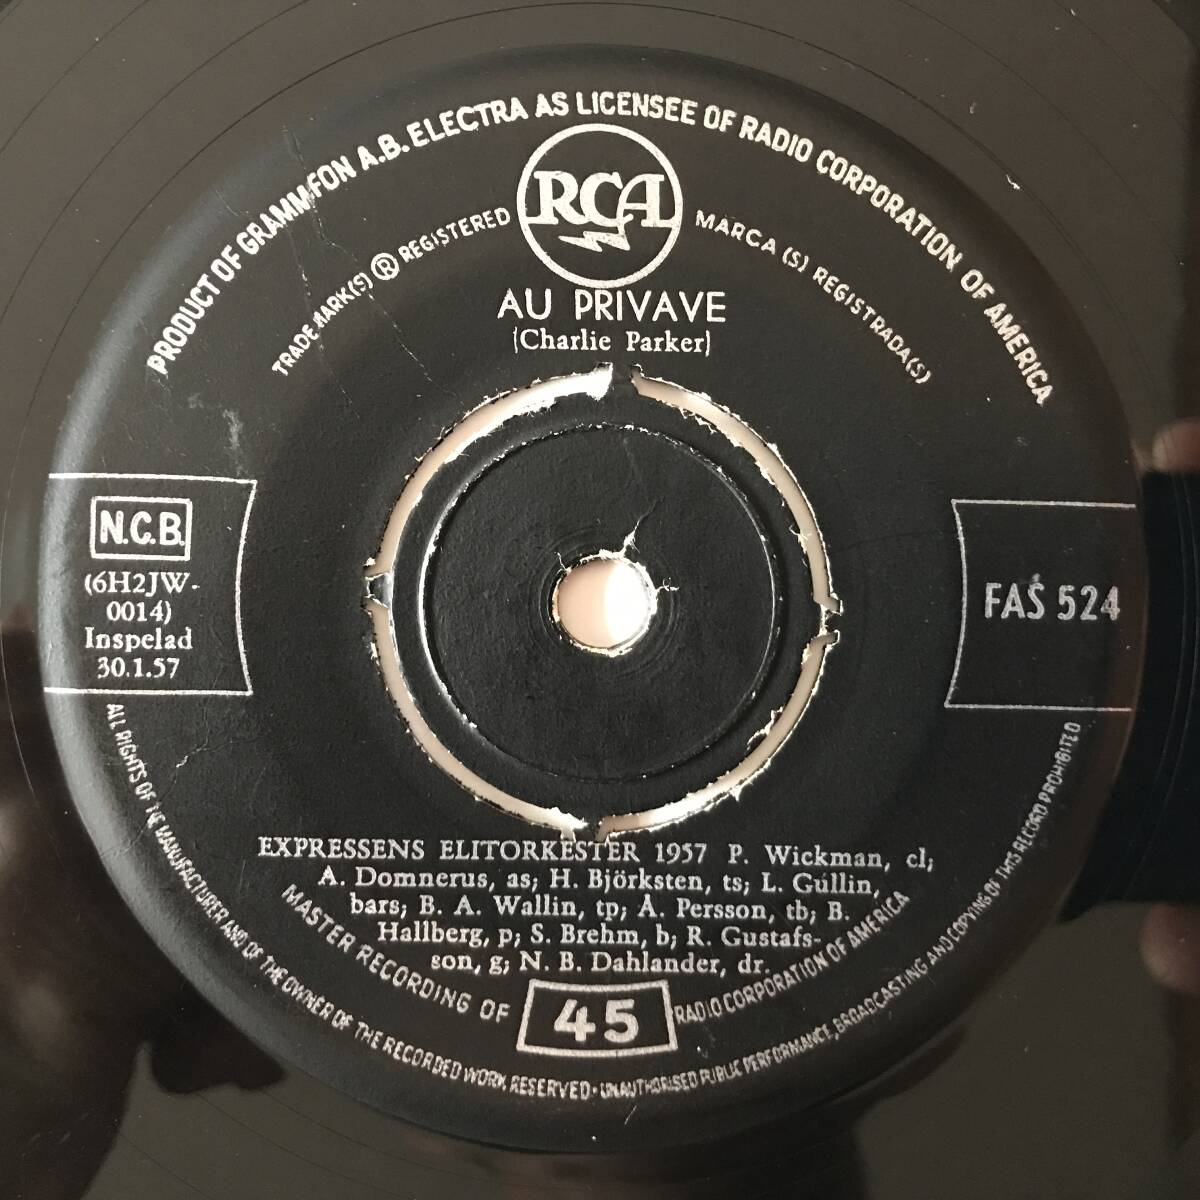 PRODUCT OF GRAMMFON A.B. ELECTRA AS LICENSEE OF RADIO CORPORATION OF AMERICA
TRADE MARK(S) ® REGISTERED
RCA
MARCA (S) REGISTRADA(S)
AU PRIVAVE
(Charlie Parker)
N.C.B.
(6H2JW-
0014)
Inspelad
30.1.57
FAS 524
EXPRESSENS ELITORKESTER 1957 P. Wickman, cl;
A. Domnerus, as; H. Björksten, ts; L. Gullin,
bars; B. A. Wallin, tp; A. Persson, tb; B.
Hallberg, p; S. Brehm, b; R. Gustafs-
son, g; N. B. Dahlander, dr.
MASTER RECORDING OF
45
RADIO CORPORATION OF AMERICA
ALL RIGHTS OF THE MANUFACTURER AND OF THE OWNER OF THE RECORDED WORK RESERVED · UNAUTHORISED PUBLIC PERFORMANCE, BROADCASTING AND COPYING OF THIS RECORD PROHIBITED